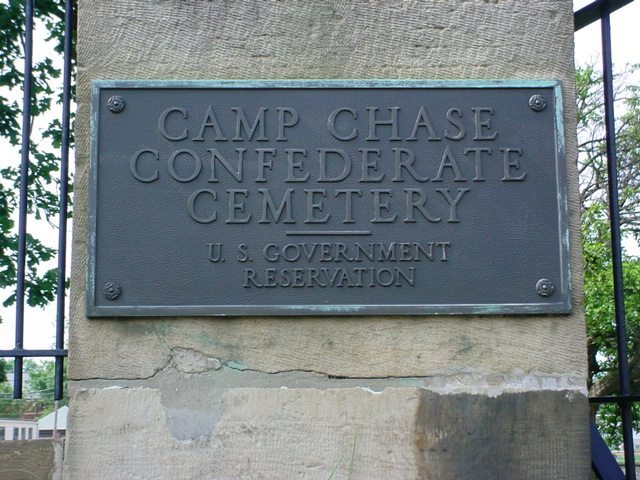 CAMP CHASE
CONFEDERATE
CEMETERY
U. S. GOVERNMENT
RESERVATION